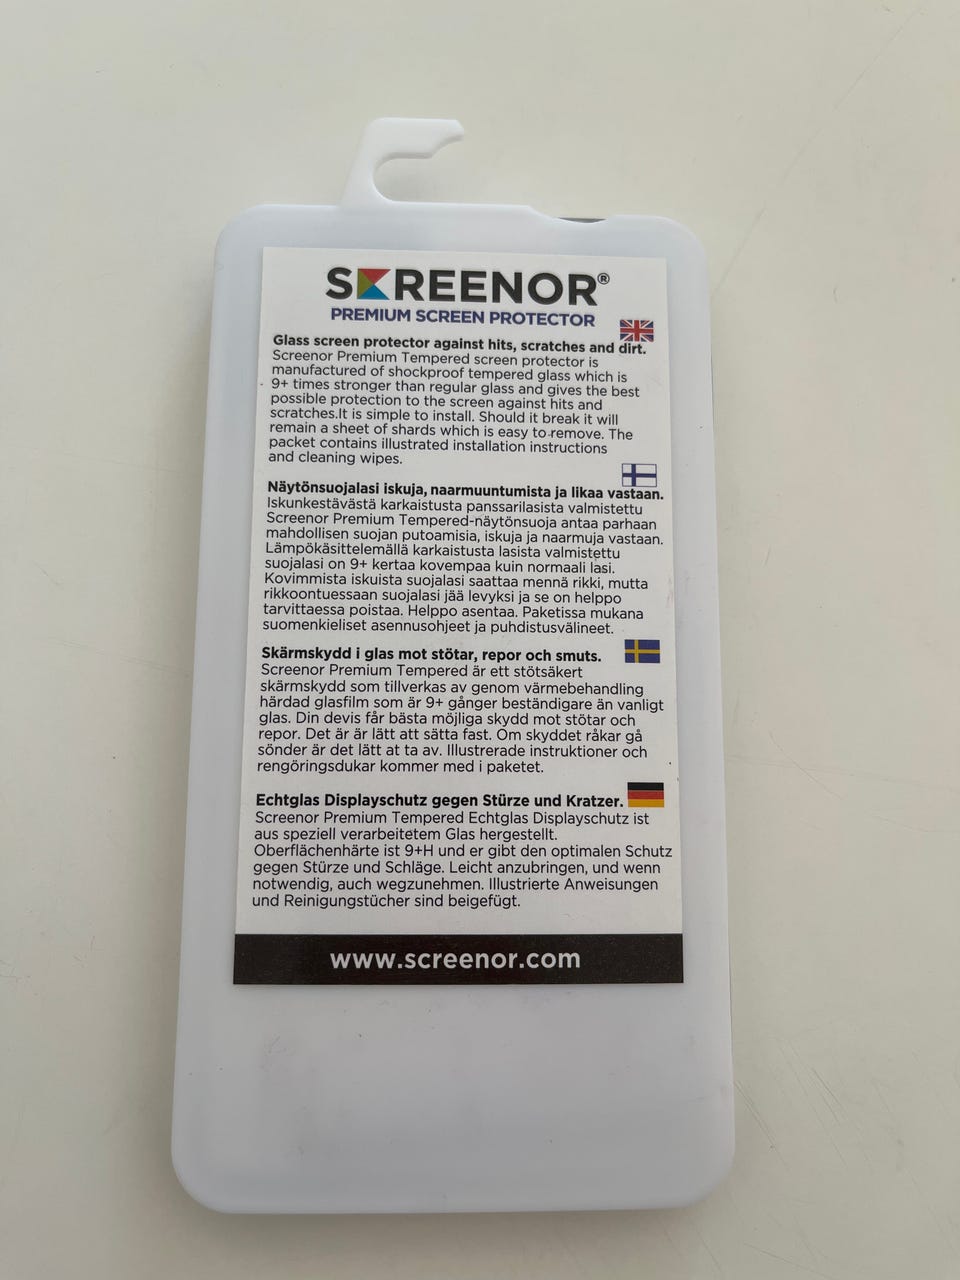 SCREENOR®
PREMIUM SCREEN PROTECTOR
Glass screen protector against hits, scratches and dirt.
Screenor Premium Tempered screen protector is
manufactured of shockproof tempered glass which is
9+ times stronger than regular glass and gives the best
possible protection to the screen against hits and
scratches.It is simple to install. Should it break it will
remain a sheet of shards which is easy to remove. The
packet contains illustrated installation instructions
and cleaning wipes.
Näytönsuojalasi iskuja, naarmuuntumista ja likaa vastaan.
Iskunkestävästä karkaistusta panssarilasista valmistettu
Screenor Premium Tempered-näytönsuoja antaa parhaan
mahdollisen suojan putoamisia, iskuja ja naarmuja vastaan.
Lämpökäsittelemällä karkaistusta lasista valmistettu
suojalasi on 9+ kertaa kovempaa kuin normaali lasi.
Kovimmista iskuista suojalasi saattaa mennä rikki, mutta
rikkoontuessaan suojalasi jää levyksi ja se on helppo
tarvittaessa poistaa. Helppo asentaa. Paketissa mukana
suomenkieliset asennusohjeet ja puhdistusvälineet.
Skärmskydd i glas mot stötar, repor och smuts.
Screenor Premium Tempered är ett stötsäkert
skärmskydd som tillverkas av genom värmebehandling
härdad glasfilm som är 9+ gånger beständigare än vanligt
glas. Din devis får bästa möjliga skydd mot stötar och
repor. Det är är lätt att sätta fast. Om skyddet råkar gå
sönder är det lätt at ta av. Illustrerade instruktioner och
rengöringsdukar kommer med i paketet.
Echtglas Displayschutz gegen Stürze und Kratzer.
Screenor Premium Tempered Echtglas Displayschutz ist
aus speziell verarbeitetem Glas hergestellt.
Oberflächenhärte ist 9+H und er gibt den optimalen Schutz
gegen Stürze und Schläge. Leicht anzubringen, und wenn
notwendig, auch wegzunehmen. Illustrierte Anweisungen
und Reinigungstücher sind beigefügt.
www.screenor.com